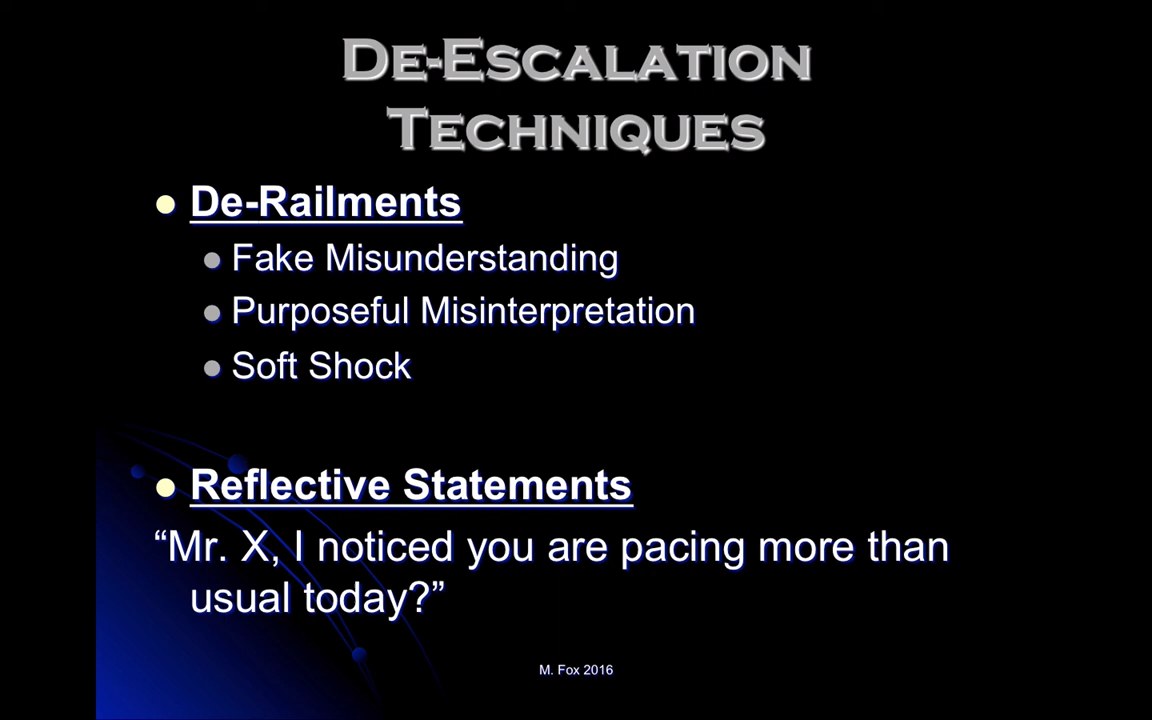 De-Escalation
Techniques
De-Railments
Fake Misunderstanding
Purposeful Misinterpretation
Soft Shock
Reflective Statements
“Mr. X, I noticed you are pacing more than
usual today?”
M. Fox 2016